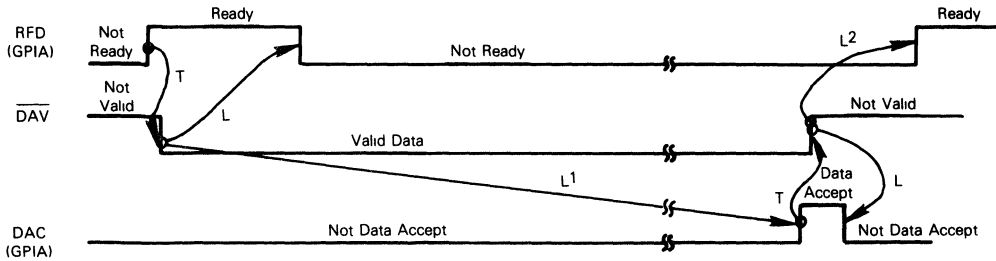 RFD
(GPIA)
Not
Ready
Ready
Not Ready
Ready
T
L
L2
DAV
Not
Valid
Valid Data
Not Valid
L1
T
Data
Accept
L
DAC
(GPIA)
Not Data Accept
Not Data Accept